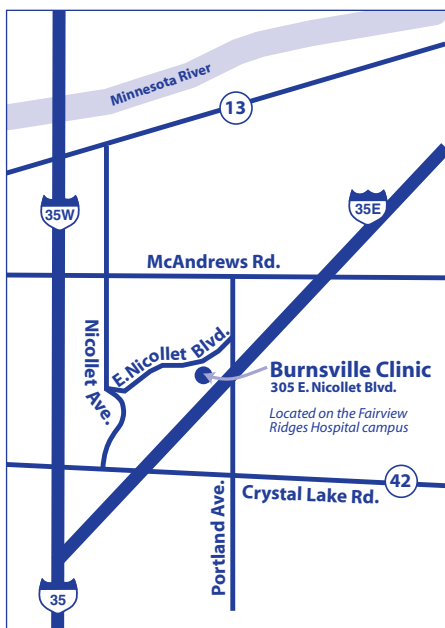 Minnesota River
13
35W
35E
McAndrews Rd.
Nicollet Ave.
E. Nicollet Blvd.
Burnsville Clinic
305 E. Nicollet Blvd.
Located on the Fairview
Ridges Hospital campus
42
Crystal Lake Rd.
Portland Ave.
35